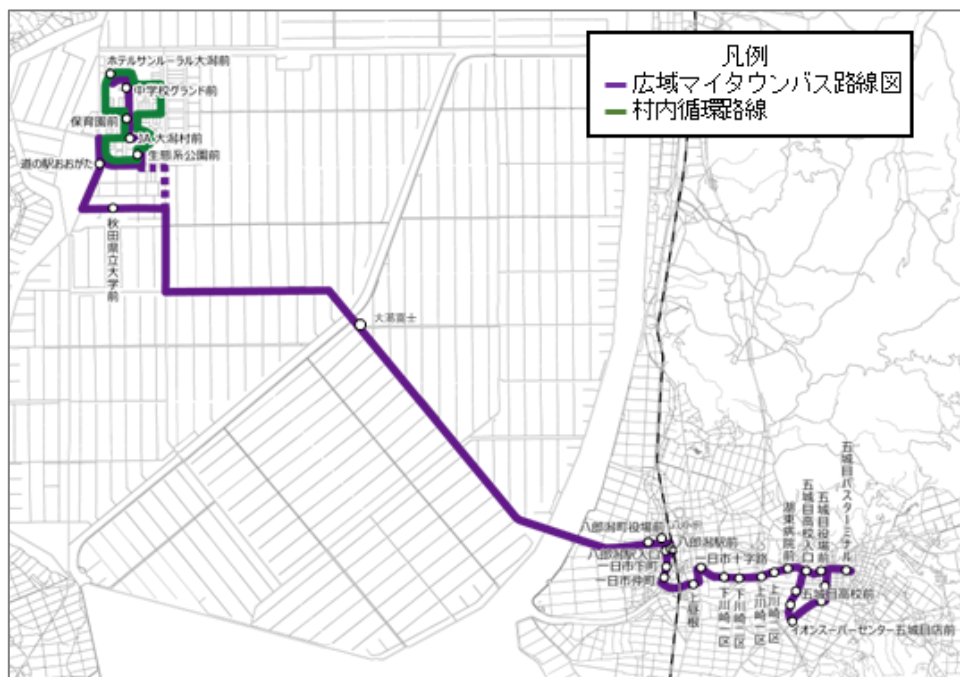 凡例
広域マイタウンバス路線図
村内循環路線
ホテルサンルーラル大潟前
中学校グランド前
保育園前
JA大潟村前
生態系公園前
道の駅おおがた
秋田県立大学前
大潟富士
八郎潟町役場前
八郎潟駅前
八郎潟駅入口
一日市下町
一日市仲町
一日市十字路
上昼根
下川崎一区
下川崎二区
上川崎一区
上川崎二区
湖東病院前
五城目高校入口
五城目役場前
五城目バスターミナル
五城目高校前
イオンスーパーセンター五城目店前